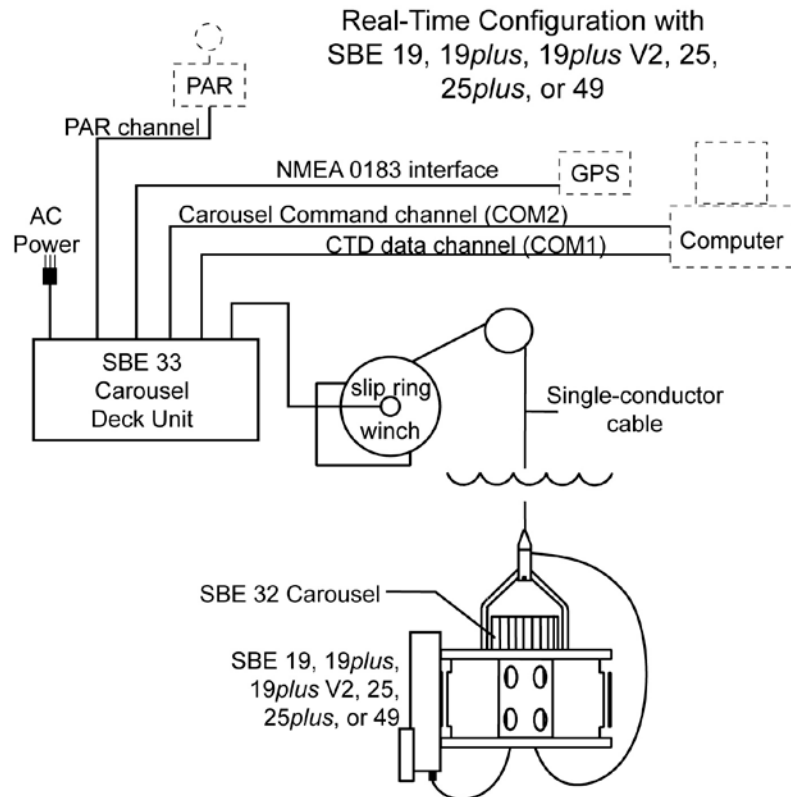 Real-Time Configuration with
SBE 19, 19plus, 19plus V2, 25,
25plus, or 49
PAR
PAR channel
NMEA 0183 interface
GPS
Carousel Command channel (COM2)
AC
Power
Computer
CTD data channel (COM1)
SBE 33
Carousel
Deck Unit
slip ring
winch
Single-conductor
cable
SBE 32 Carousel
SBE 19, 19plus,
19plus V2, 25,
25plus, or 49